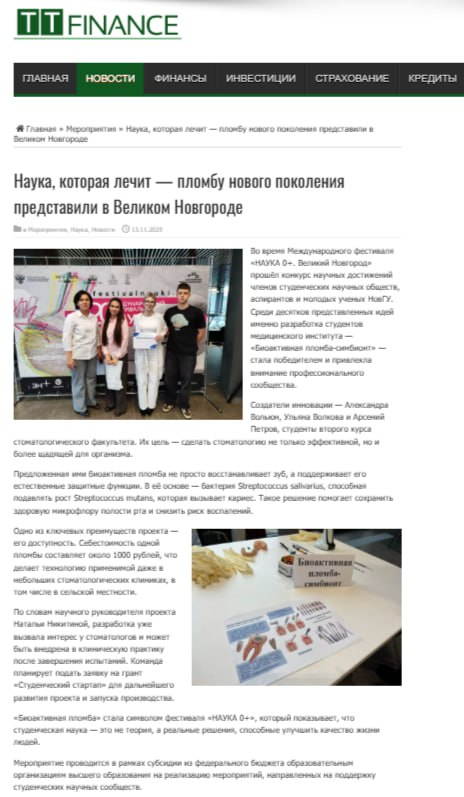 TT FINANCE
ГЛАВНАЯ НОВОСТИ ФИНАНСЫ ИНВЕСТИЦИИ СТРАХОВАНИЕ КРЕДИТЫ
Главная » Мероприятия » Наука, которая лечит — пломбу нового поколения представили в
Великом Новгороде
Наука, которая лечит — пломбу нового поколения
представили в Великом Новгороде
в Мероприятия, Наука, Новости 13.11.2025
Во время Международного фестиваля
«НАУКА 0+. Великий Новгород»
прошёл конкурс научных достижений
членов студенческих научных обществ,
аспирантов и молодых ученых НовГУ.
Среди десятков представленных идей
именно разработка студентов
медицинского института —
«Биоактивная пломба-симбионт» —
стала победителем и привлекла
внимание профессионального
сообщества.
festivalnauki.
Создатели инновации — Александра
Вольюн, Ульяна Волкова и Арсений
Петров, студенты второго курса
стоматологического факультета. Их цель — сделать стоматологию не только эффективной, но и
более щадящей для организма.
Предложенная ими биоактивная пломба не просто восстанавливает зуб, а поддерживает его
естественные защитные функции. В её основе — бактерия Streptococcus salivarius, способная
подавлять рост Streptococcus mutans, которая вызывает кариес. Такое решение помогает сохранить
здоровую микрофлору полости рта и снизить риск воспалений.
Одно из ключевых преимуществ проекта —
его доступность. Себестоимость одной
пломбы составляет около 1000 рублей, что
делает технологию применимой даже в
небольших стоматологических клиниках, в
том числе в сельской местности.
Биоактивная
пломба-
симбионт
По словам научного руководителя проекта
Натальи Никитиной, разработка уже
вызвала интерес у стоматологов и может
быть внедрена в клиническую практику
после завершения испытаний. Команда
планирует подать заявку на грант
«Студенческий стартап» для дальнейшего
развития проекта и запуска производства.
«Биоактивная пломба» стала символом фестиваля «НАУКА 0+», который показывает, что
студенческая наука — это не теория, а реальные решения, способные улучшить качество жизни
людей.
Мероприятие проводится в рамках субсидии из федерального бюджета образовательным
организациям высшего образования на реализацию мероприятий, направленных на поддержку
студенческих научных сообществ.